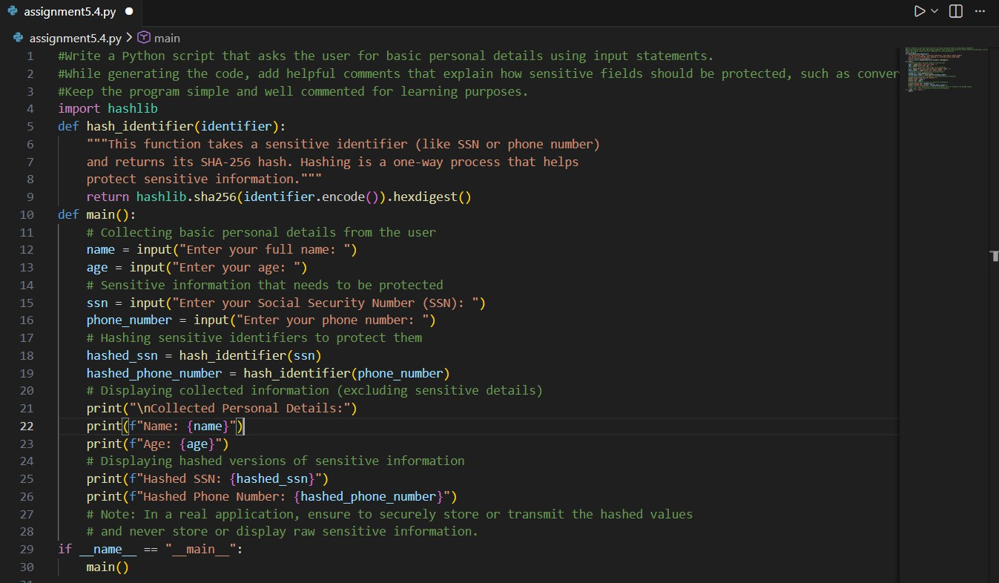 assignment5.4.py
assignment5.4.py > main
1 #Write a Python script that asks the user for basic personal details using input statements.
2 #While generating the code, add helpful comments that explain how sensitive fields should be protected, such as conver
3 #Keep the program simple and well commented for learning purposes.
4 import hashlib
5 def hash_identifier(identifier):
6     """This function takes a sensitive identifier (like SSN or phone number)
7     and returns its SHA-256 hash. Hashing is a one-way process that helps
8     protect sensitive information."""
9     return hashlib.sha256(identifier.encode()).hexdigest()
10 def main():
11     # Collecting basic personal details from the user
12     name = input("Enter your full name: ")
13     age = input("Enter your age: ")
14     # Sensitive information that needs to be protected
15     ssn = input("Enter your Social Security Number (SSN): ")
16     phone_number = input("Enter your phone number: ")
17     # Hashing sensitive identifiers to protect them
18     hashed_ssn = hash_identifier(ssn)
19     hashed_phone_number = hash_identifier(phone_number)
20     # Displaying collected information (excluding sensitive details)
21     print("\nCollected Personal Details:")
22     print(f"Name: {name}")
23     print(f"Age: {age}")
24     # Displaying hashed versions of sensitive information
25     print(f"Hashed SSN: {hashed_ssn}")
26     print(f"Hashed Phone Number: {hashed_phone_number}")
27     # Note: In a real application, ensure to securely store or transmit the hashed values
28     # and never store or display raw sensitive information.
29 if __name__ == "__main__":
30     main()